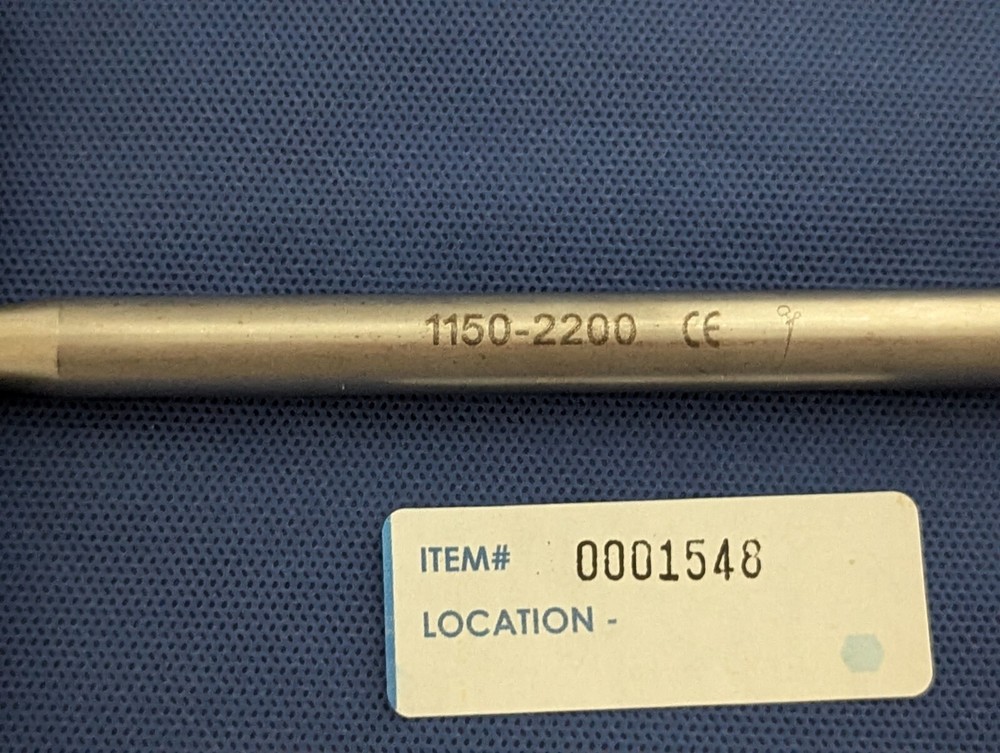 1150-2200 CE
ITEM# 0001548
LOCATION -